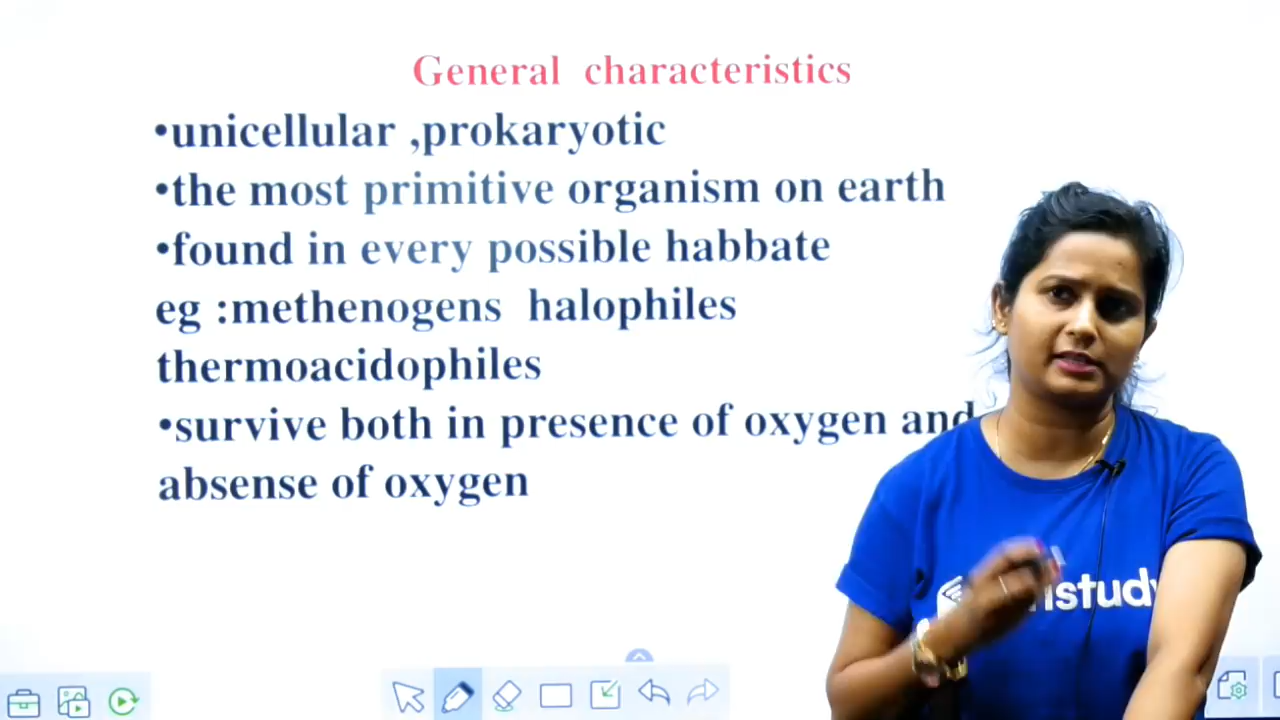 General characteristics
•unicellular ,prokaryotic
•the most primitive organism on earth
•found in every possible habbate
eg :methenogens halophiles
thermoacidophiles
•survive both in presence of oxygen and
absense of oxygen